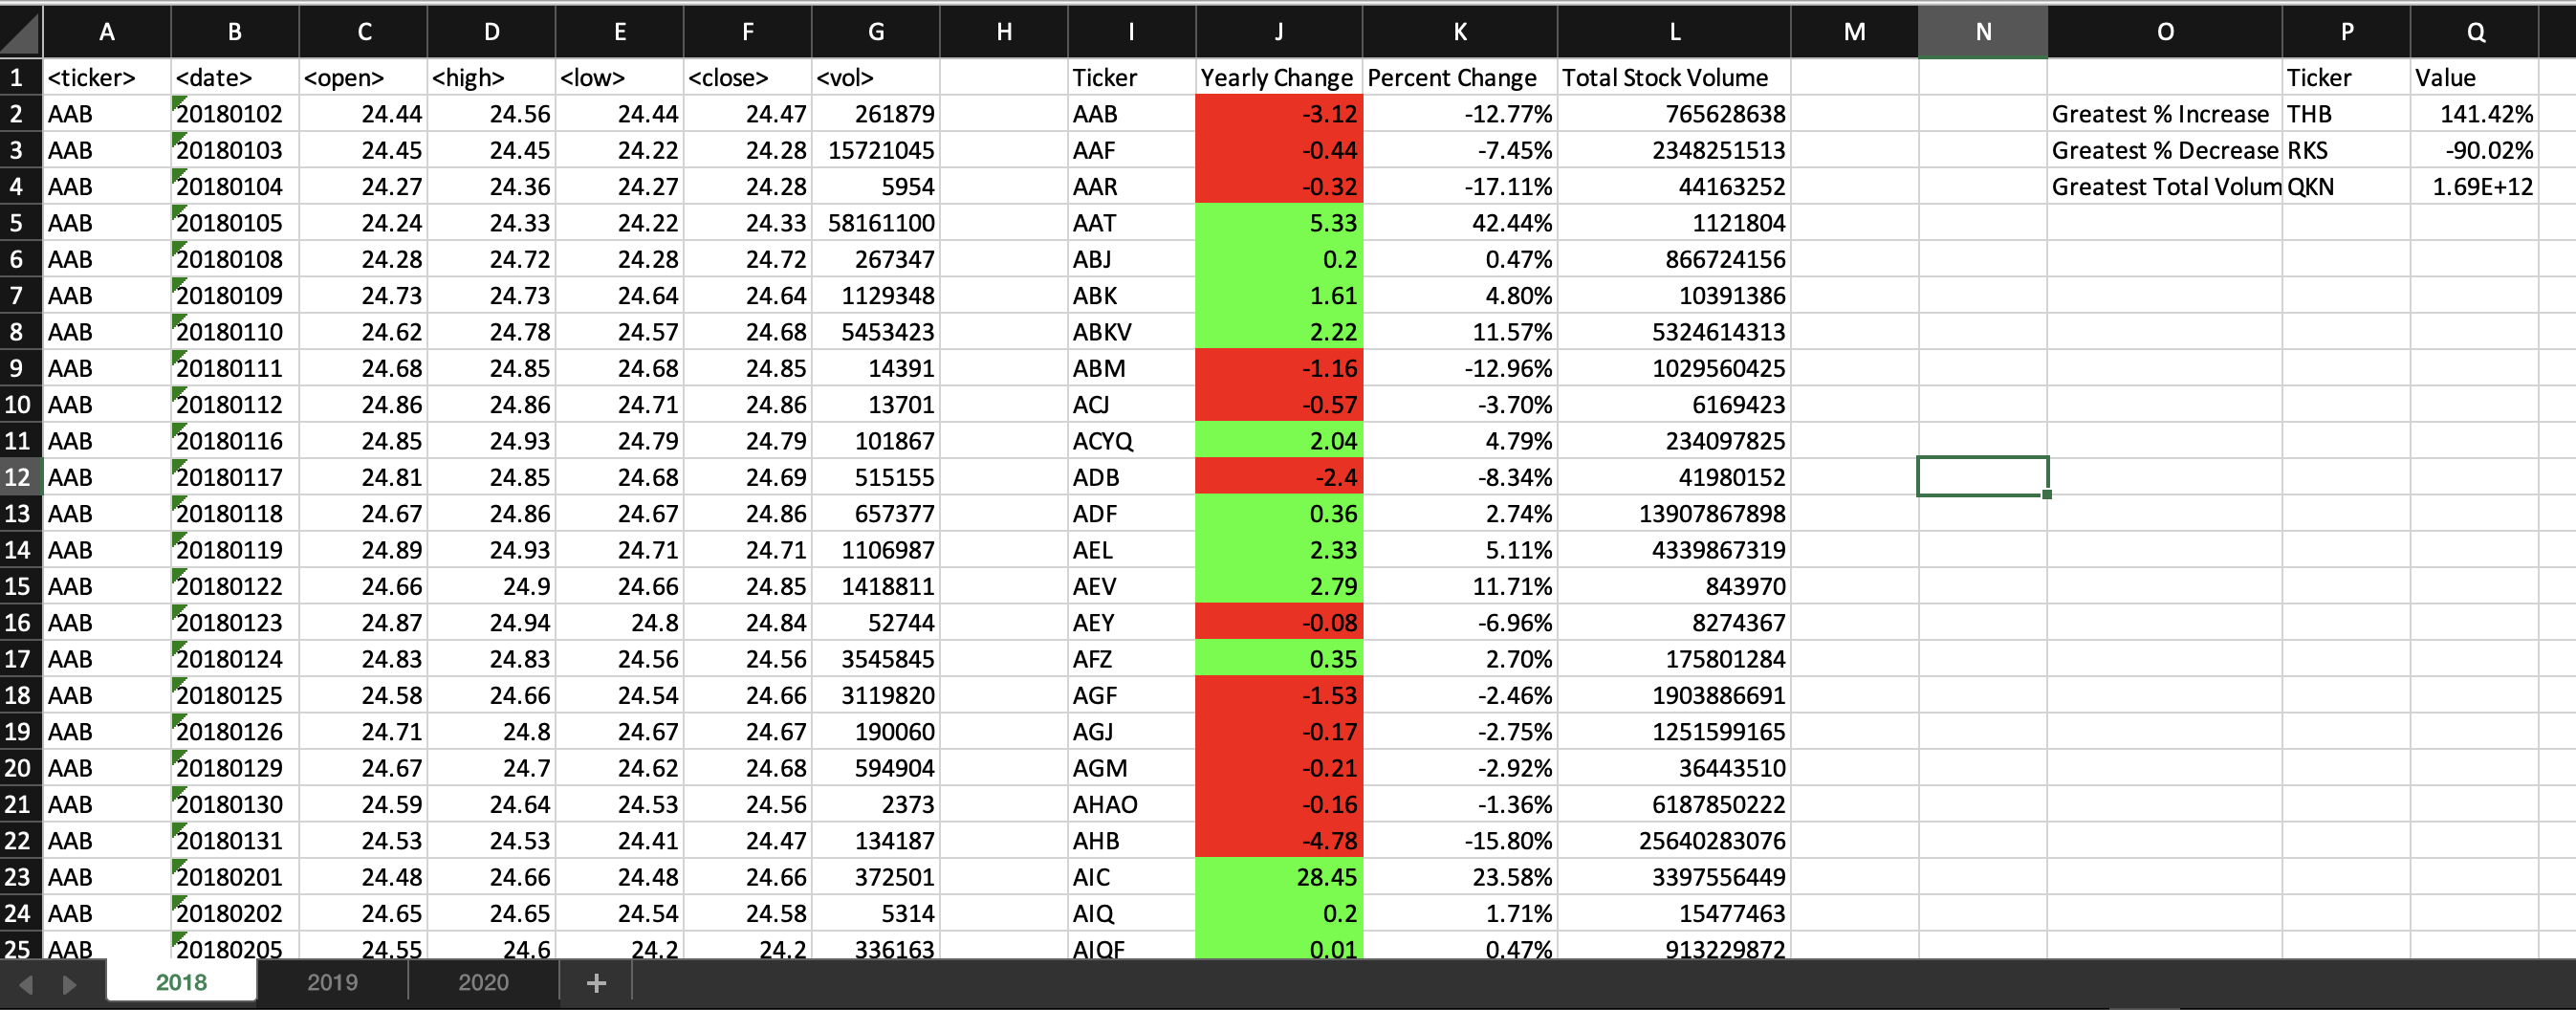 A B C D E F G H I J K L M N O P Q
1 <ticker> <date> <open> <high> <low> <close> <vol> Ticker Yearly Change Percent Change Total Stock Volume Ticker Value
2 AAB 20180102 24.44 24.56 24.44 24.47 261879 AAB -3.12 -12.77% 765628638 Greatest % Increase THB 141.42%
3 AAB 20180103 24.45 24.45 24.22 24.28 15721045 AAF -0.44 -7.45% 2348251513 Greatest % Decrease RKS -90.02%
4 AAB 20180104 24.27 24.36 24.27 24.28 5954 AAR -0.32 -17.11% 44163252 Greatest Total Volum QKN 1.69E+12
5 AAB 20180105 24.24 24.33 24.22 24.33 58161100 AAT 5.33 42.44% 1121804
6 AAB 20180108 24.28 24.72 24.28 24.72 267347 ABJ 0.2 0.47% 866724156
7 AAB 20180109 24.73 24.73 24.64 24.64 1129348 ABK 1.61 4.80% 10391386
8 AAB 20180110 24.62 24.78 24.57 24.68 5453423 ABKV 2.22 11.57% 5324614313
9 AAB 20180111 24.68 24.85 24.68 24.85 14391 ABM -1.16 -12.96% 1029560425
10 AAB 20180112 24.86 24.86 24.71 24.86 13701 ACJ -0.57 -3.70% 6169423
11 AAB 20180116 24.85 24.93 24.79 24.79 101867 ACYQ 2.04 4.79% 234097825
12 AAB 20180117 24.81 24.85 24.68 24.69 515155 ADB -2.4 -8.34% 41980152
13 AAB 20180118 24.67 24.86 24.67 24.86 657377 ADF 0.36 2.74% 13907867898
14 AAB 20180119 24.89 24.93 24.71 24.71 1106987 AEL 2.33 5.11% 4339867319
15 AAB 20180122 24.66 24.9 24.66 24.85 1418811 AEV 2.79 11.71% 843970
16 AAB 20180123 24.87 24.94 24.8 24.84 52744 AEY -0.08 -6.96% 8274367
17 AAB 20180124 24.83 24.83 24.56 24.56 3545845 AFZ 0.35 2.70% 175801284
18 AAB 20180125 24.58 24.66 24.54 24.66 3119820 AGF -1.53 -2.46% 1903886691
19 AAB 20180126 24.71 24.8 24.67 24.67 190060 AGJ -0.17 -2.75% 1251599165
20 AAB 20180129 24.67 24.7 24.62 24.68 594904 AGM -0.21 -2.92% 36443510
21 AAB 20180130 24.59 24.64 24.53 24.56 2373 AHAO -0.16 -1.36% 6187850222
22 AAB 20180131 24.53 24.53 24.41 24.47 134187 AHB -4.78 -15.80% 25640283076
23 AAB 20180201 24.48 24.66 24.48 24.66 372501 AIC 28.45 23.58% 3397556449
24 AAB 20180202 24.65 24.65 24.54 24.58 5314 AIQ 0.2 1.71% 15477463
25 AAB 20180205 24.55 24.6 24.2 24.2 336163 AIQF 0.01 0.47% 913229872
2018 2019 2020 +